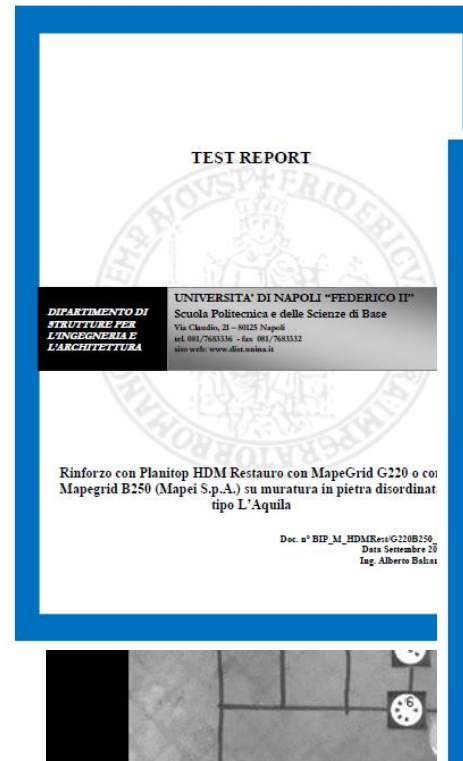 TEST REPORT
DIPARTIMENTO DI
STRUTTURE PER
L'INGEGNERIA E
L'ARCHITETTURA
UNIVERSITA' DI NAPOLI "FEDERICO II"
Scuola Politecnica e delle Scienze di Base
Via Claudio, 21 – 80125 Napoli
tel. 081/7683336 - fax 081/7683332
sito web: www.dist.unina.it
Rinforzo con Planitop HDM Restauro con MapeGrid G220 o con
Mapegrid B250 (Mapei S.p.A.) su muratura in pietra disordinat
tipo L'Aquila
Doc. n° BIP_M_HDMRest/G220B250_
Data Settembre 20
Ing. Alberto Balsa